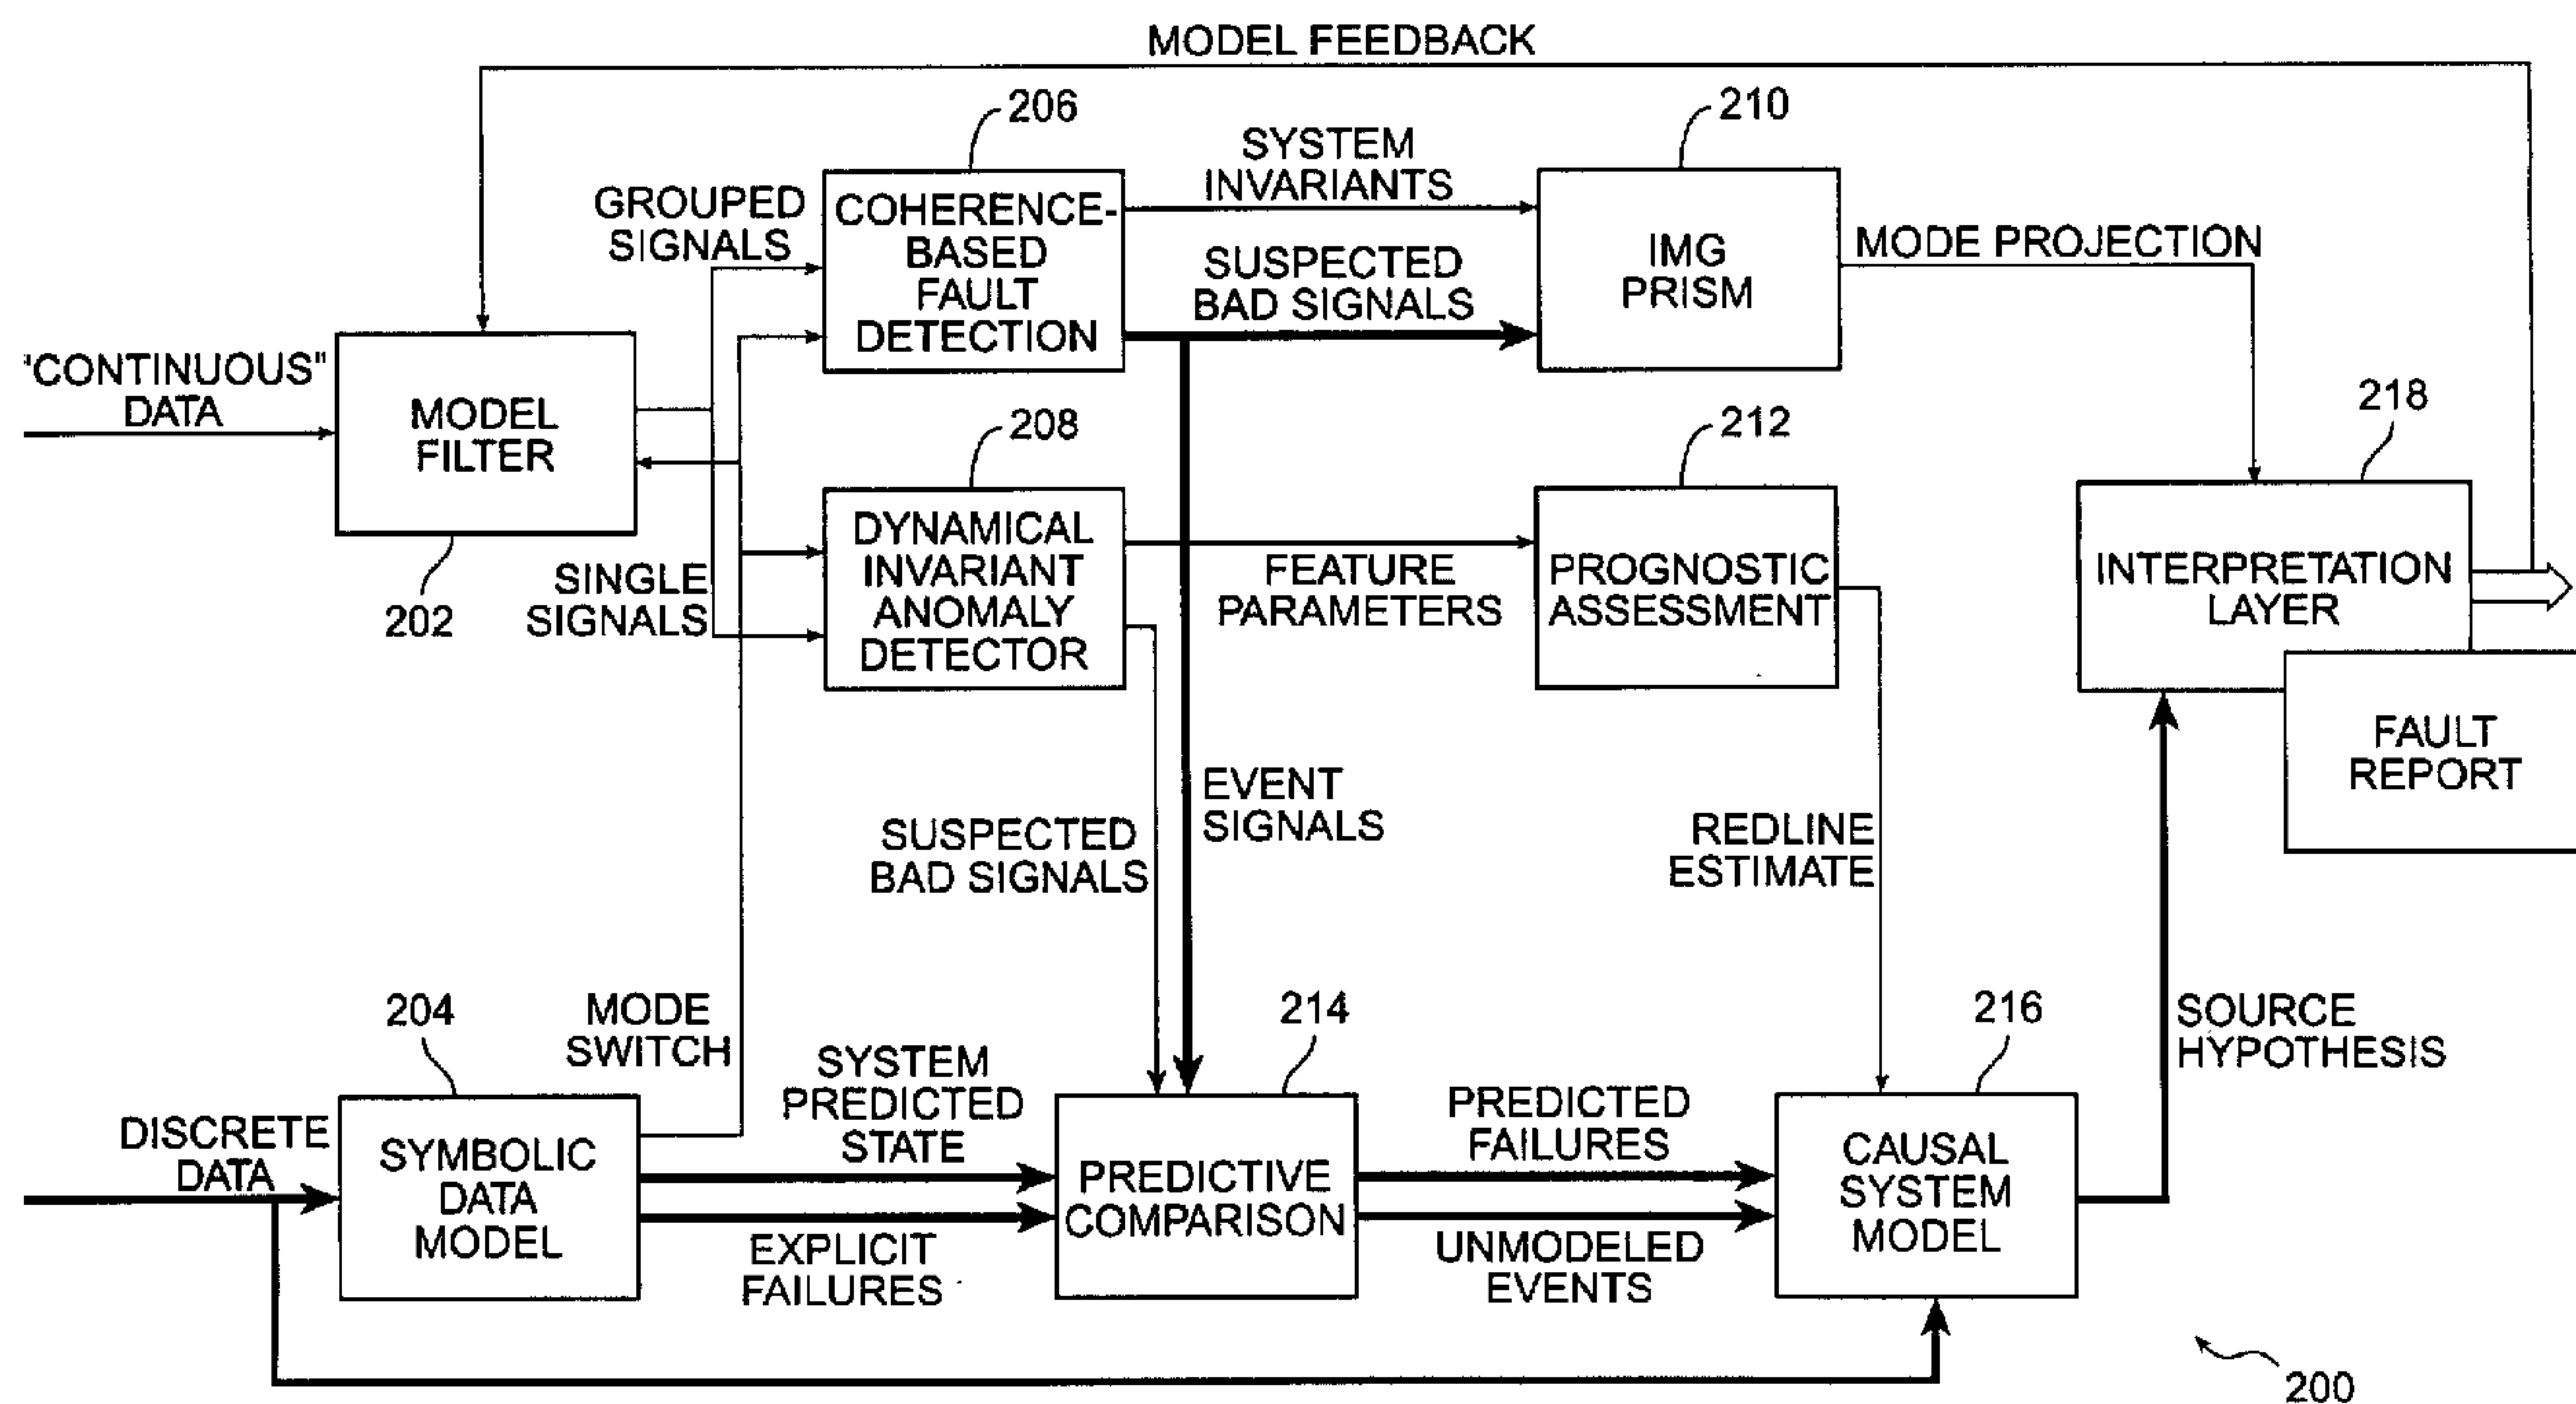 MODEL FEEDBACK
206
210
SYSTEM
INVARIANTS
GROUPED
SIGNALS
COHERENCE-
BASED
FAULT
DETECTION
SUSPECTED
BAD SIGNALS
IMG
PRISM
MODE PROJECTION
"CONTINUOUS"
DATA
MODEL
FILTER
202
208
212
218
SINGLE
SIGNALS
DYNAMICAL
INVARIANT
ANOMALY
DETECTOR
FEATURE
PARAMETERS
PROGNOSTIC
ASSESSMENT
INTERPRETATION
LAYER
FAULT
REPORT
SUSPECTED
BAD SIGNALS
EVENT
SIGNALS
REDLINE
ESTIMATE
204
MODE
SWITCH
214
216
SOURCE
HYPOTHESIS
DISCRETE
DATA
SYMBOLIC
DATA
MODEL
SYSTEM
PREDICTED
STATE
EXPLICIT
FAILURES
PREDICTIVE
COMPARISON
PREDICTED
FAILURES
UNMODELED
EVENTS
CAUSAL
SYSTEM
MODEL
200